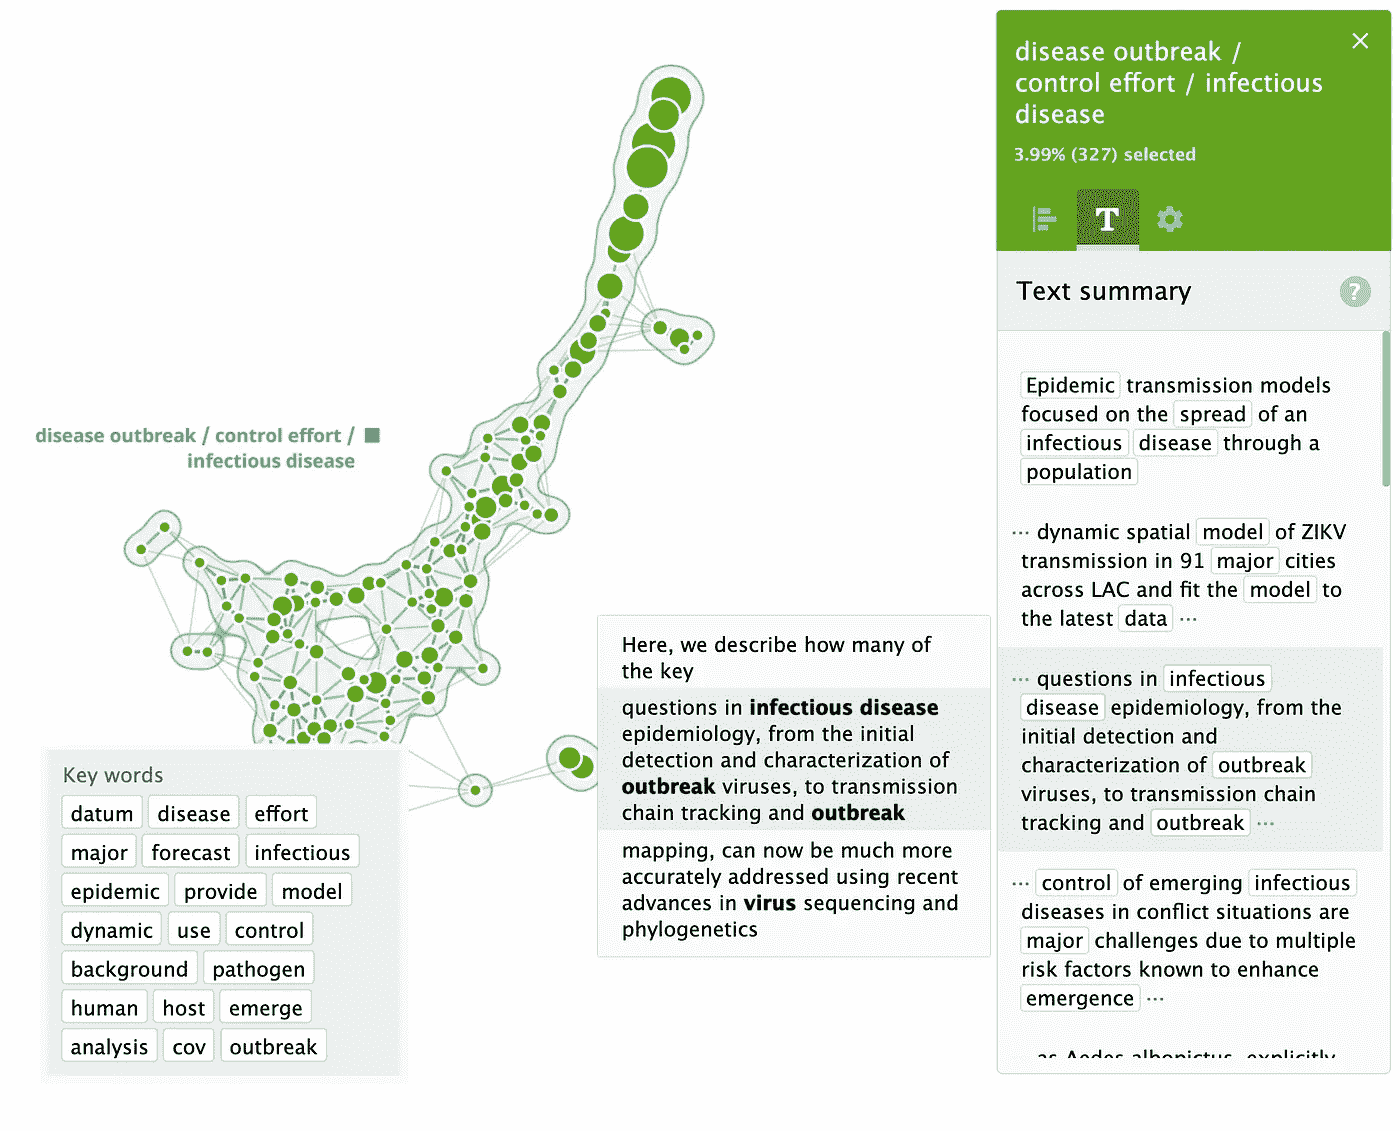 disease outbreak /
control effort / infectious
disease
3.99% (327) selected
T
Text summary
?
Epidemic transmission models
focused on the spread of an
infectious disease through a
population
··· dynamic spatial model of ZIKV
transmission in 91 major cities
across LAC and fit the model to
the latest data ···
··· questions in infectious
disease epidemiology, from the
initial detection and
characterization of outbreak
viruses, to transmission chain
tracking and outbreak ···
··· control of emerging infectious
diseases in conflict situations are
major challenges due to multiple
risk factors known to enhance
emergence ···
as Aedes albopictus, explicitly
disease outbreak / control effort /
infectious disease
Here, we describe how many of
the key
questions in infectious disease
epidemiology, from the initial
detection and characterization of
outbreak viruses, to transmission
chain tracking and outbreak
mapping, can now be much more
accurately addressed using recent
advances in virus sequencing and
phylogenetics
Key words
datum disease effort
major forecast infectious
epidemic provide model
dynamic use control
background pathogen
human host emerge
analysis cov outbreak